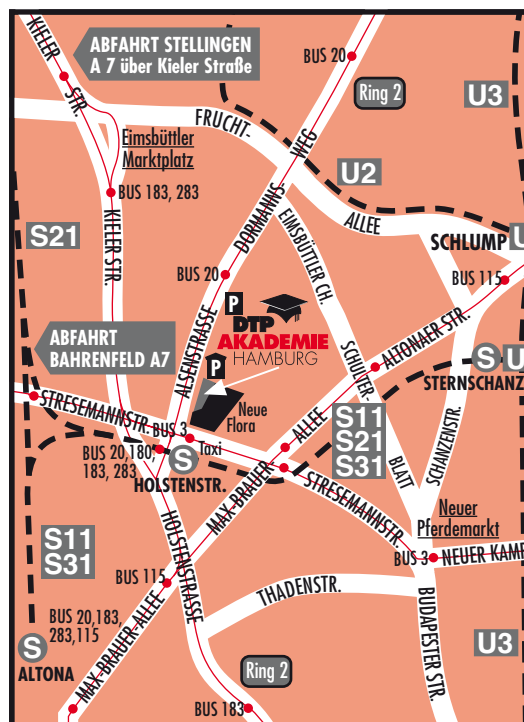 ABFAHRT STELLINGEN
A 7 über Kieler Straße
KIELER
STR.
BUS 20
Ring 2
U3
FRUCHT-
WEG
Eimsbüttler
Marktplatz
U2
BUS 183, 283
ALLEE
S21
KIELER STR.
DORMANNS-
EIMSBÜTTLER CH.
SCHLUMP
U
BUS 20
BUS 115
P
DTP
AKADEMIE
HAMBURG
ABFAHRT
BAHRENFELD A7
ALSENSTRASSE
P
ALTONAER STR.
SCHULTER-
S
U
STERNSCHANZ
STRESEMANNSTR.
BUS 3
Neue
Flora
Taxi
ALLEE
S11
S21
S31
BUS 20,180,
183, 283
S
HOLSTENSTR.
BLATT
SCHANZENSTR.
MAX-BRAUER-
STRESEMANNSTR
Neuer
Pferdemarkt
S11
S31
HOLSTENSTRASSE
BUS 3
NEUER KAMP
BUS 115
THADENSTR.
BUS 20,183,
283,115
BUDAPESTER STR.
S
ALTONA
MAX-BRAUER-ALLEE
U3
Ring 2
BUS 183